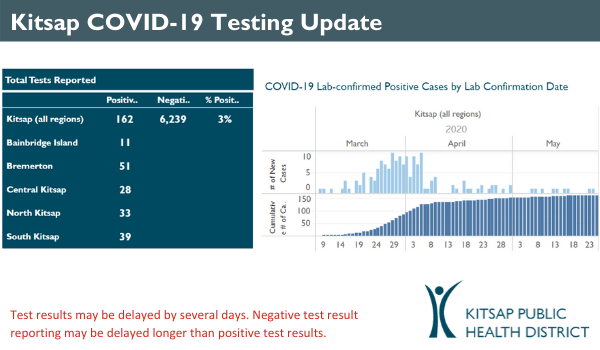 Kitsap COVID-19 Testing Update
Total Tests Reported
Positiv.. Negati.. % Posit..
Kitsap (all regions) 162 6,239 3%
Bainbridge Island 11
Bremerton 51
Central Kitsap 28
North Kitsap 33
South Kitsap 39
COVID-19 Lab-confirmed Positive Cases by Lab Confirmation Date
Kitsap (all regions)
2020
March April May
# of New
Cases
10
5
0
Cumulativ
e # of Ca..
150
100
50
9 14 19 24 29 3 8 13 18 23 28 3 8 13 18 23
Test results may be delayed by several days. Negative test result
reporting may be delayed longer than positive test results.
KITSAP PUBLIC
HEALTH DISTRICT